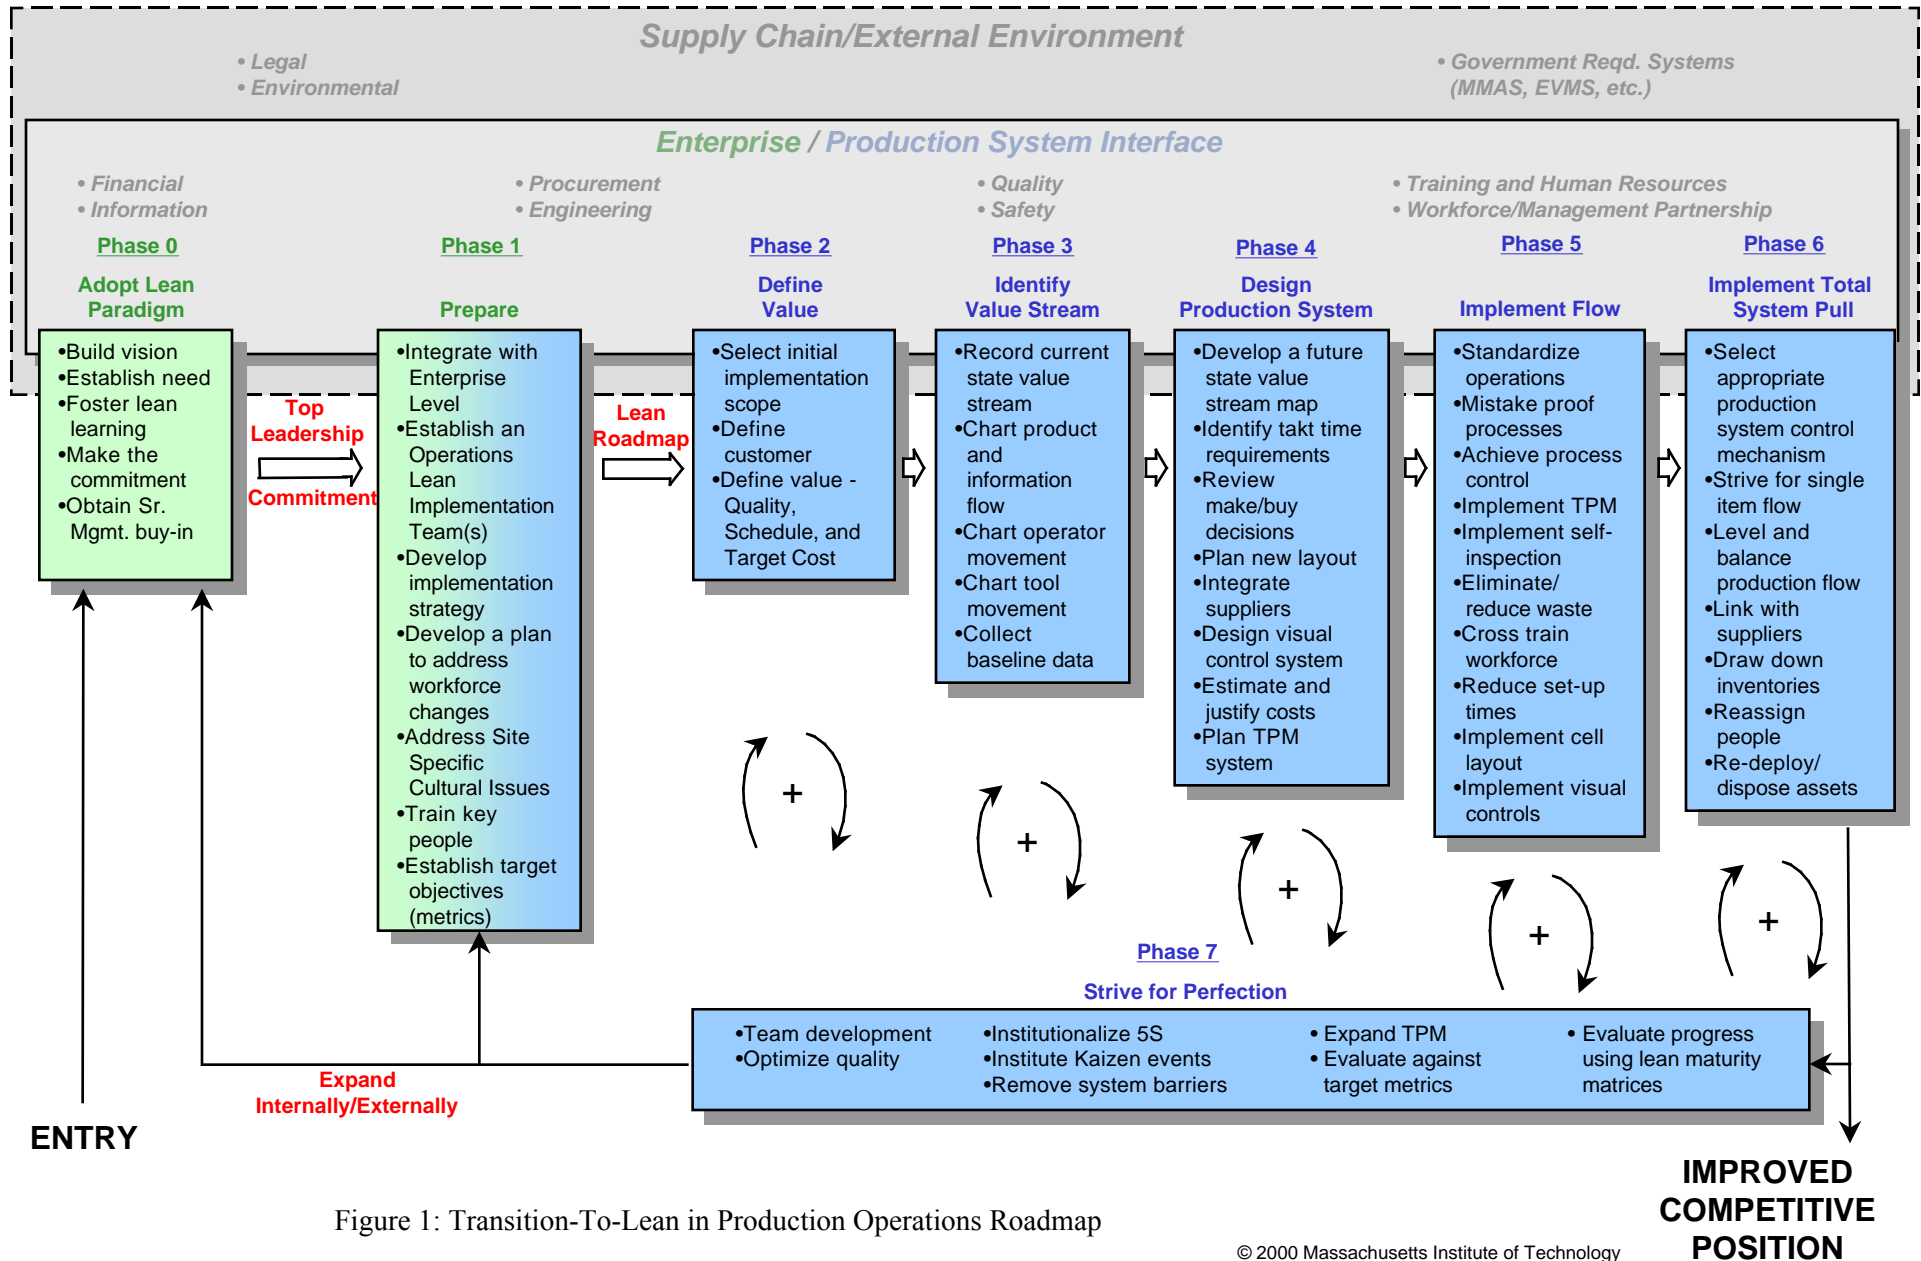 Supply Chain/External Environment
• Legal
• Environmental
• Government Reqd. Systems
(MMAS, EVMS, etc.)
Enterprise / Production System Interface
• Financial
• Information
• Procurement
• Engineering
• Quality
• Safety
• Training and Human Resources
• Workforce/Management Partnership
Phase 0
Adopt Lean
Paradigm
•Build vision
•Establish need
•Foster lean
learning
•Make the
commitment
•Obtain Sr.
Mgmt. buy-in
Top
Leadership
Commitment
Phase 1
Prepare
•Integrate with
Enterprise
Level
•Establish an
Operations
Lean
Implementation
Team(s)
•Develop
implementation
strategy
•Develop a plan
to address
workforce
changes
•Address Site
Specific
Cultural Issues
•Train key
people
•Establish target
objectives
(metrics)
Lean
Roadmap
Phase 2
Define
Value
•Select initial
implementation
scope
•Define
customer
•Define value -
Quality,
Schedule, and
Target Cost
Phase 3
Identify
Value Stream
•Record current
state value
stream
•Chart product
and
information
flow
•Chart operator
movement
•Chart tool
movement
•Collect
baseline data
Phase 4
Design
Production System
•Develop a future
state value
stream map
•Identify takt time
requirements
•Review
make/buy
decisions
•Plan new layout
•Integrate
suppliers
•Design visual
control system
•Estimate and
justify costs
•Plan TPM
system
Phase 5
Implement Flow
•Standardize
operations
•Mistake proof
processes
•Achieve process
control
•Implement TPM
•Implement self-
inspection
•Eliminate/
reduce waste
•Cross train
workforce
•Reduce set-up
times
•Implement cell
layout
•Implement visual
controls
Phase 6
Implement Total
System Pull
•Select
appropriate
production
system control
mechanism
•Strive for single
item flow
•Level and
balance
production flow
•Link with
suppliers
•Draw down
inventories
•Reassign
people
•Re-deploy/
dispose assets
+
+
+
+
+
Phase 7
Strive for Perfection
•Team development
•Optimize quality
•Institutionalize 5S
•Institute Kaizen events
•Remove system barriers
• Expand TPM
• Evaluate against
target metrics
• Evaluate progress
using lean maturity
matrices
Expand
Internally/Externally
ENTRY
IMPROVED
COMPETITIVE
POSITION
Figure 1: Transition-To-Lean in Production Operations Roadmap
© 2000 Massachusetts Institute of Technology